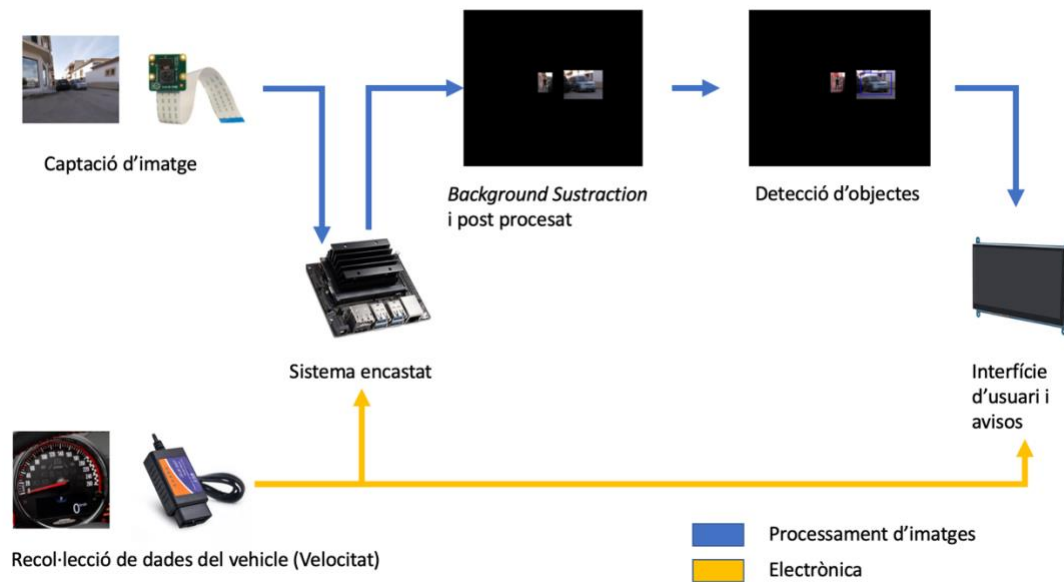 Captació d'imatge
Background Sustraction
i post procesat
Detecció d'objectes
Sistema encastat
Interfície
d'usuari i
avisos
Recol·lecció de dades del vehicle (Velocitat)
Processament d'imatges
Electrònica